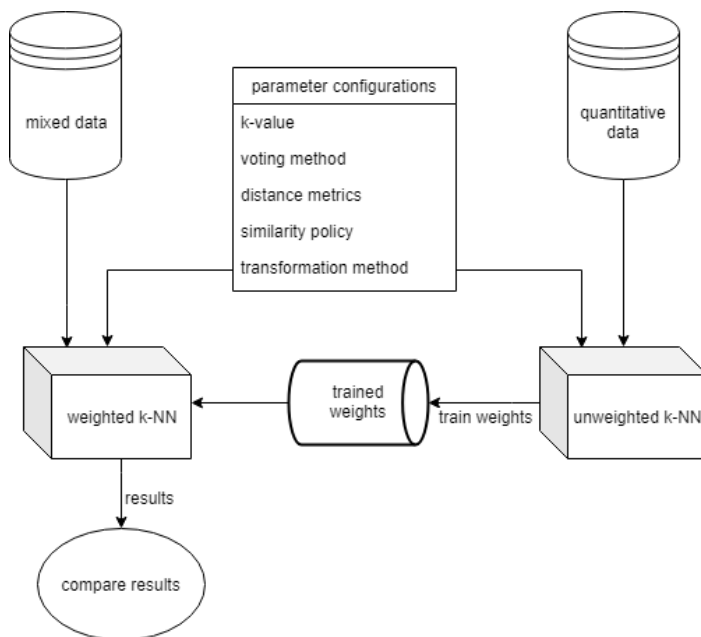 mixed data
parameter configurations
k-value
voting method
distance metrics
similarity policy
transformation method
quantitative
data
weighted k-NN
trained
weights
train weights
unweighted k-NN
results
compare results